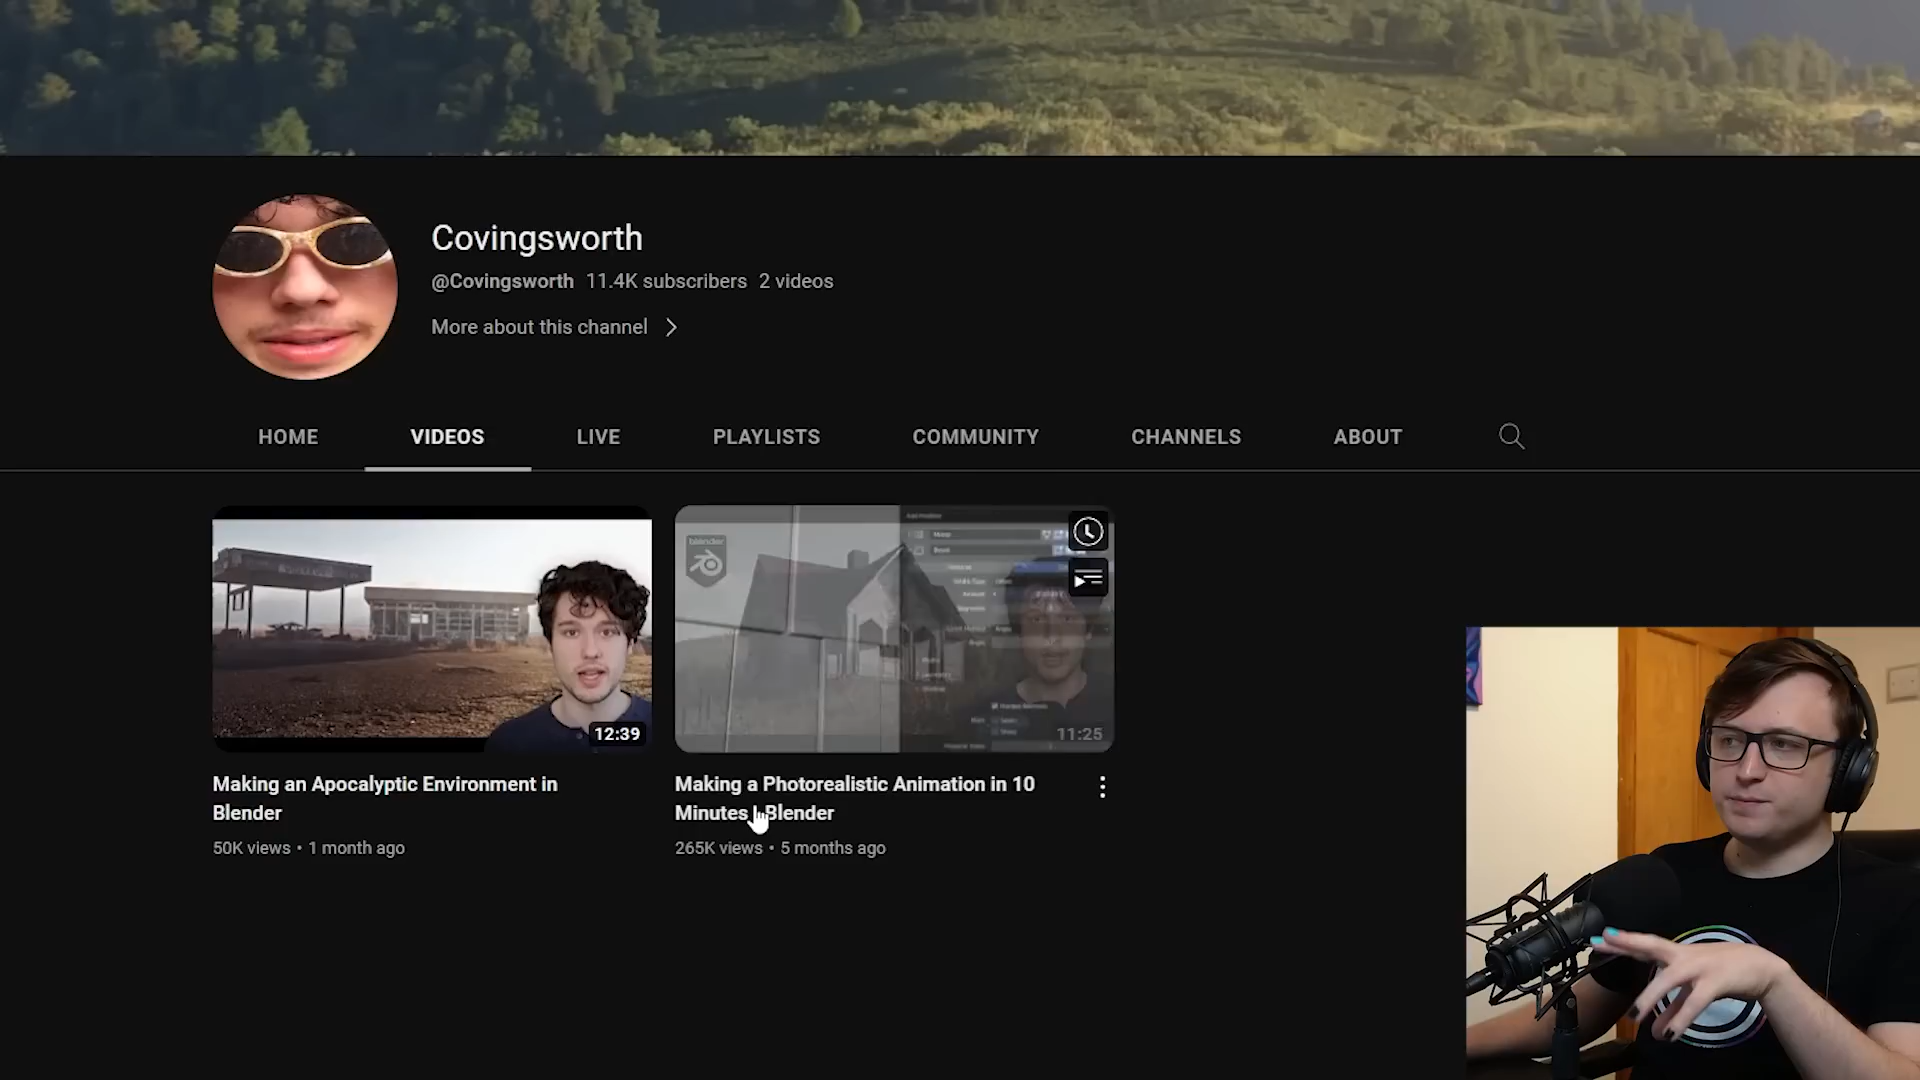 Covingsworth
@Covingsworth 11.4K subscribers 2 videos
More about this channel
HOME VIDEOS LIVE PLAYLISTS COMMUNITY CHANNELS ABOUT
blender
12:39
11:25
Making an Apocalyptic Environment in
Blender
50K views • 1 month ago
Making a Photorealistic Animation in 10
Minutes Blender
265K views • 5 months ago